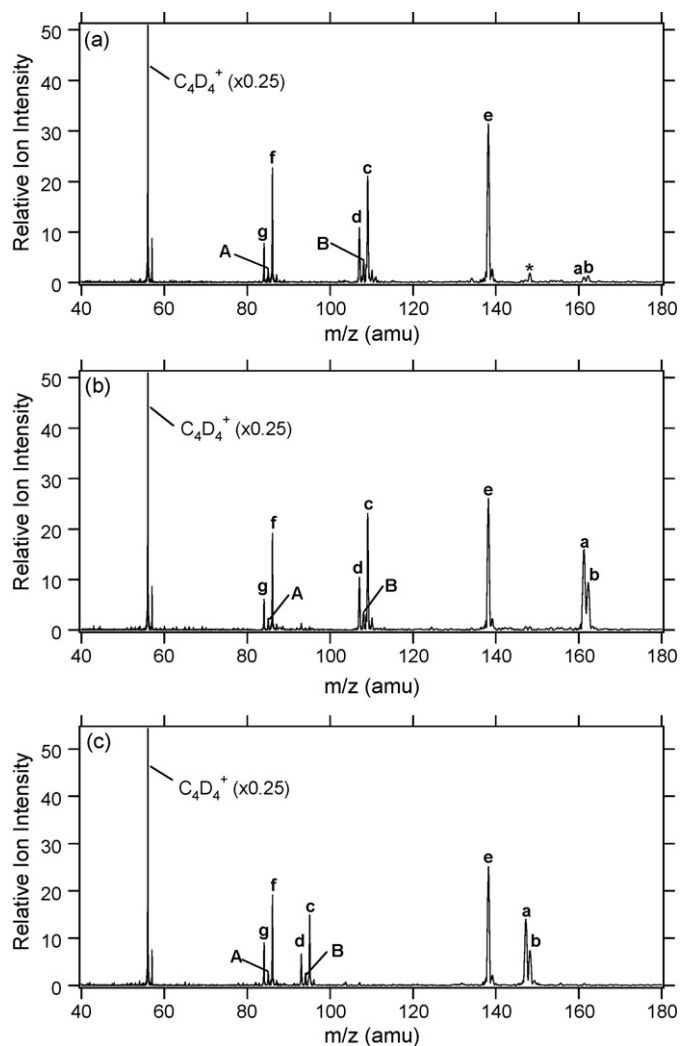 (a)
50
40
30
20
10
0
Relative Ion Intensity
C₄D₄⁺ (x0.25)
A
g
f
d
B
c
e
*
a b
40 60 80 100 120 140 160 180
m/z (amu)
(b)
50
40
30
20
10
0
Relative Ion Intensity
C₄D₄⁺ (x0.25)
g
f
A
d
c
B
e
a
b
40 60 80 100 120 140 160 180
m/z (amu)
(c)
50
40
30
20
10
0
Relative Ion Intensity
C₄D₄⁺ (x0.25)
A
g
f
d
c
B
e
a
b
40 60 80 100 120 140 160 180
m/z (amu)